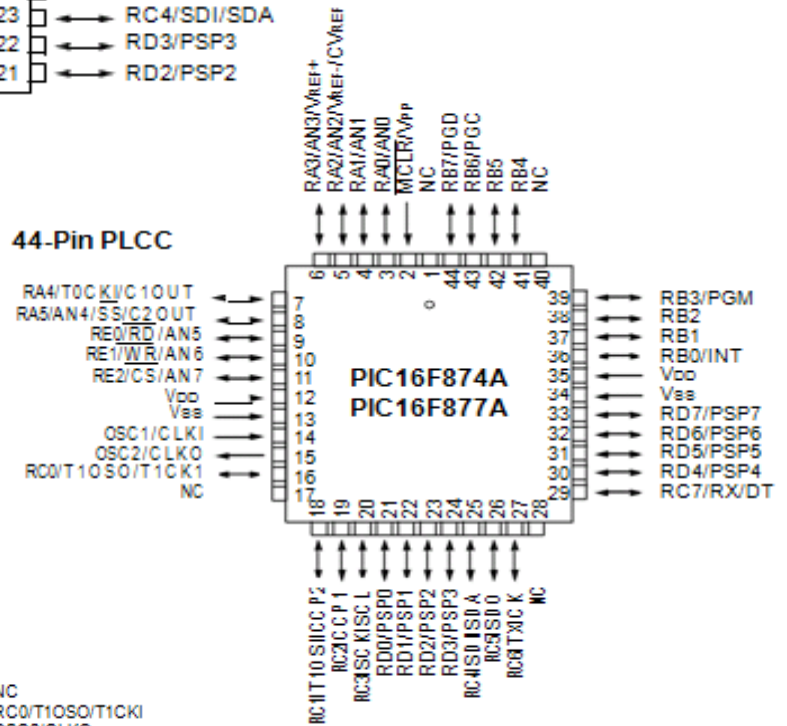 23 RC4/SDI/SDA
22 RD3/PSP3
21 RD2/PSP2
44-Pin PLCC
RA3/AN3/VREF+
RA2/AN2/VREF-/CVREF
RA1/AN1
RA0/AN0
MCLR/VPP
NC
RB7/PGD
RB6/PGC
RB5
RB4
NC
6 5 4 3 2 1 44 43 42 41 40
RA4/T0CKI/C1OUT 7
RA5/AN4/SS/C2OUT 8
RE0/RD/AN5 9
RE1/WR/AN6 10
RE2/CS/AN7 11
VDD 12
VSS 13
OSC1/CLKI 14
OSC2/CLKO 15
RC0/T1OSO/T1CK1 16
NC 17
PIC16F874A
PIC16F877A
39 RB3/PGM
38 RB2
37 RB1
36 RB0/INT
35 VDD
34 VSS
33 RD7/PSP7
32 RD6/PSP6
31 RD5/PSP5
30 RD4/PSP4
29 RC7/RX/DT
18 19 20 21 22 23 24 25 26 27 28
RC1/T1OSI/CCP2
RC2/CCP1
RC3/SCK/SCL
RD0/PSP0
RD1/PSP1
RD2/PSP2
RD3/PSP3
RC4/SDI/SDA
RC5/SDO
RC6/TX/CK
NC
NC
RC0/T1OSO/T1CKI